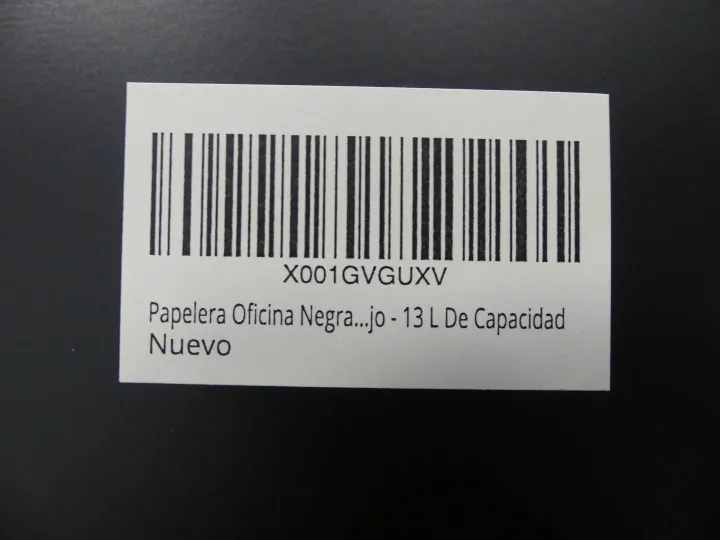 X001GVGUXV
Papelera Oficina Negra...jo - 13 L De Capacidad
Nuevo